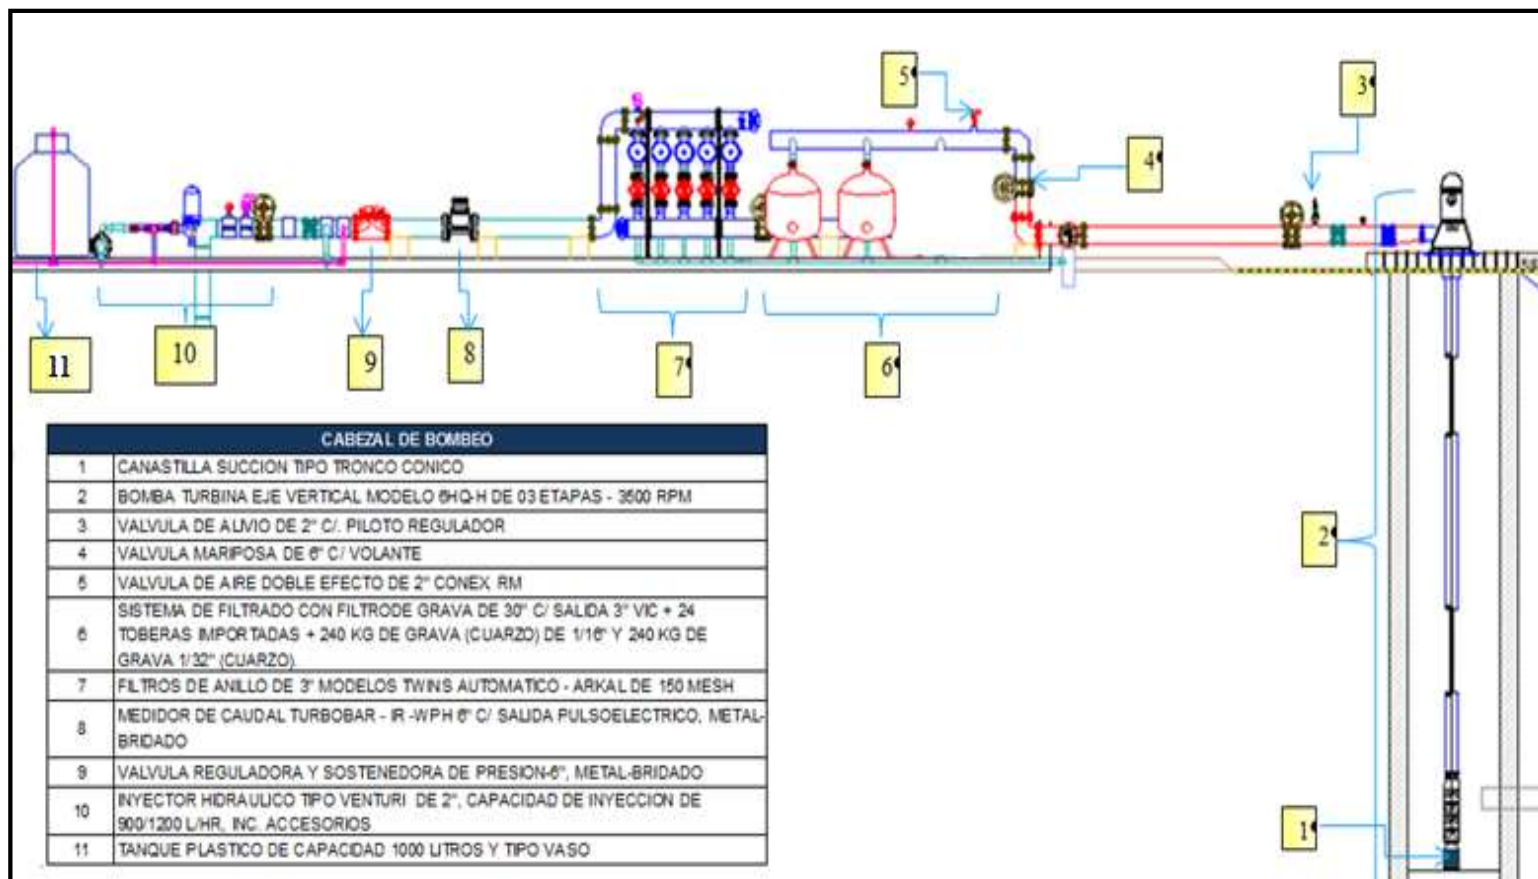 5
3
4
11
10
9
8
7
6
2
1
CABEZAL DE BOMBEO
1 CANASTILLA SUCCION TIPO TRONCO CONICO
2 BOMBA TURBINA EJE VERTICAL MODELO 6HQ-H DE 03 ETAPAS - 3500 RPM
3 VALVULA DE ALIVIO DE 2" C/. PILOTO REGULADOR
4 VALVULA MARIPOSA DE 6" C/ VOLANTE
5 VALVULA DE AIRE DOBLE EFECTO DE 2" CONEX. RM
6 SISTEMA DE FILTRADO CON FILTRODE GRAVA DE 30" C/ SALIDA 3" VIC + 24
TOBERAS IMPORTADAS + 240 KG DE GRAVA (CUARZO) DE 1/16" Y 240 KG DE
GRAVA 1/32" (CUARZO).
7 FILTROS DE ANILLO DE 3" MODELOS TWINS AUTOMATICO - ARKAL DE 150 MESH
8 MEDIDOR DE CAUDAL TURBOBAR - IR -WPH 6" C/ SALIDA PULSOELECTRICO, METAL-
BRIDADO
9 VALVULA REGULADORA Y SOSTENEDORA DE PRESION-6", METAL-BRIDADO
10 INYECTOR HIDRAULICO TIPO VENTURI DE 2", CAPACIDAD DE INYECCION DE
900/1200 L/HR, INC. ACCESORIOS
11 TANQUE PLASTICO DE CAPACIDAD 1000 LITROS Y TIPO VASO